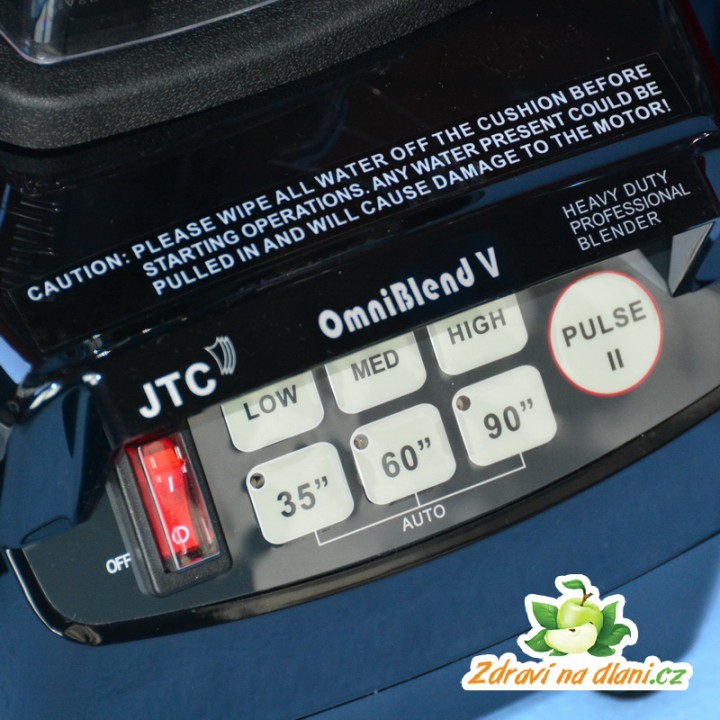 CAUTION: PLEASE WIPE ALL WATER OFF THE CUSHION BEFORE
STARTING OPERATIONS. ANY WATER PRESENT COULD BE
PULLED IN AND WILL CAUSE DAMAGE TO THE MOTOR!
HEAVY DUTY
PROFESSIONAL
BLENDER
OmniBlend V
JTC
LOW MED HIGH
PULSE
II
35” 60” 90”
AUTO
OFF
Zdraví na dlani.cz